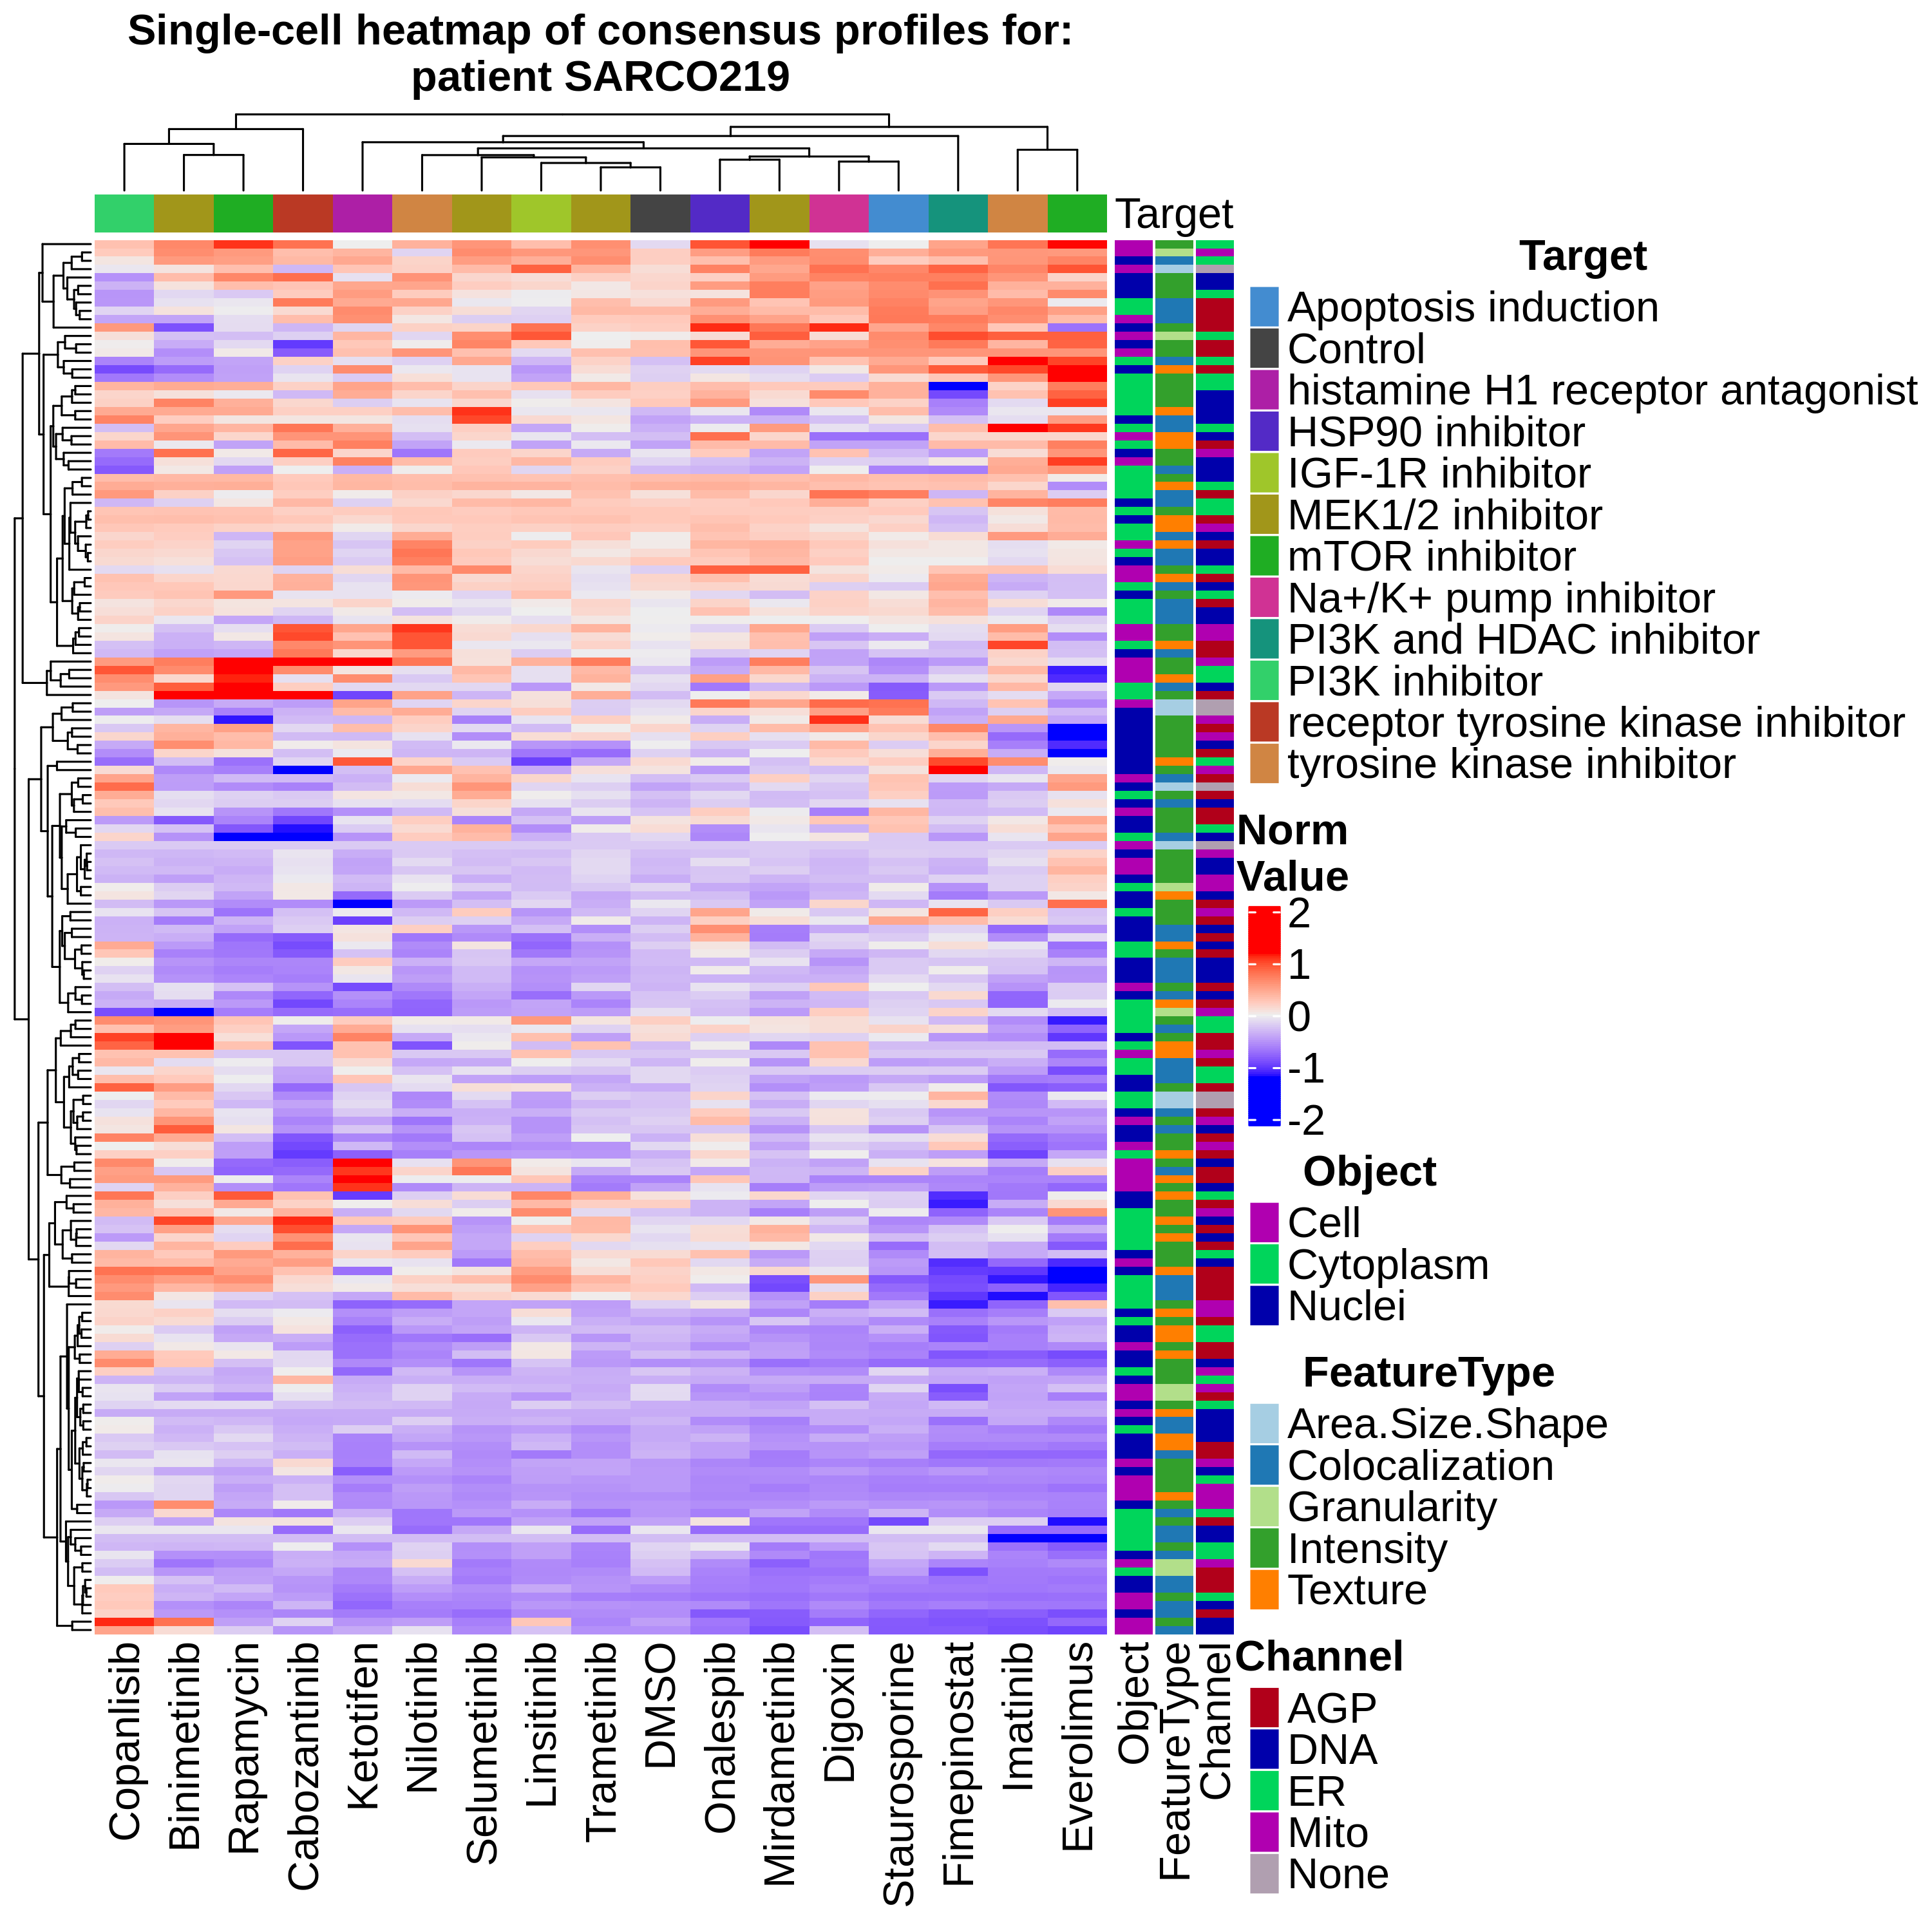 Single-cell heatmap of consensus profiles for:
patient SARCO219
Target
Target
Apoptosis induction
Control
histamine H1 receptor antagonist
HSP90 inhibitor
IGF-1R inhibitor
MEK1/2 inhibitor
mTOR inhibitor
Na+/K+ pump inhibitor
PI3K and HDAC inhibitor
PI3K inhibitor
receptor tyrosine kinase inhibitor
tyrosine kinase inhibitor
Norm
Value
2
1
0
-1
-2
Object
Cell
Cytoplasm
Nuclei
FeatureType
Area.Size.Shape
Colocalization
Granularity
Intensity
Texture
Channel
AGP
DNA
ER
Mito
None
Copanlisib
Binimetinib
Rapamycin
Cabozantinib
Ketotifen
Nilotinib
Selumetinib
Linsitinib
Trametinib
DMSO
Onalespib
Mirdametinib
Digoxin
Staurosporine
Fimepinostat
Imatinib
Everolimus
Object
FeatureType
Channel